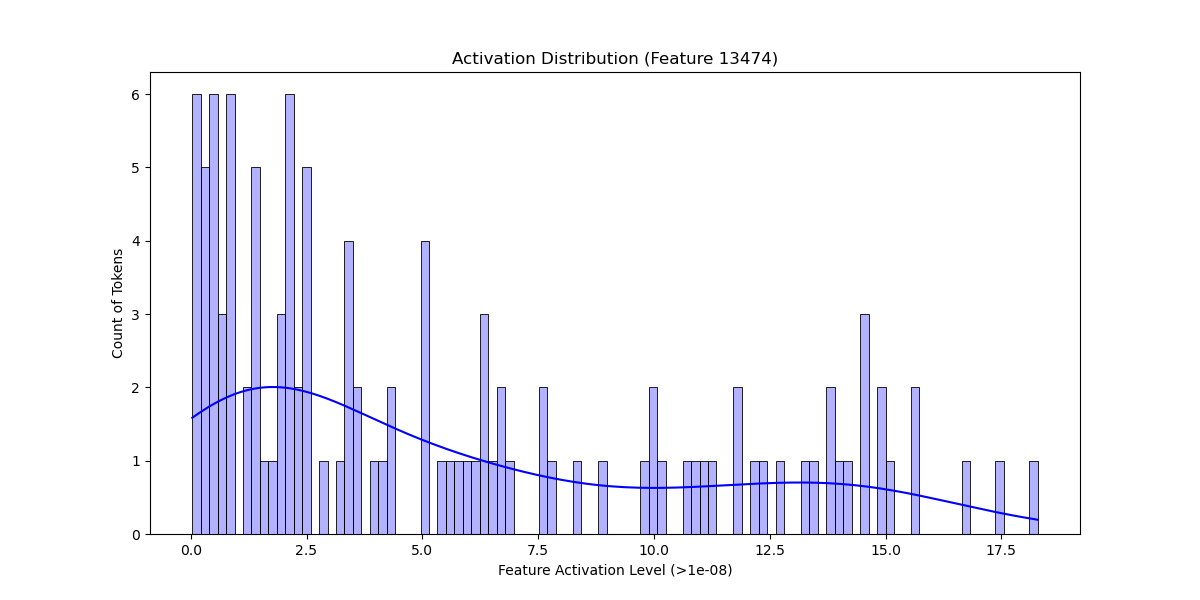 Activation Distribution (Feature 13474)
Count of Tokens
6
5
4
3
2
1
0
0.0 2.5 5.0 7.5 10.0 12.5 15.0 17.5
Feature Activation Level (>1e-08)